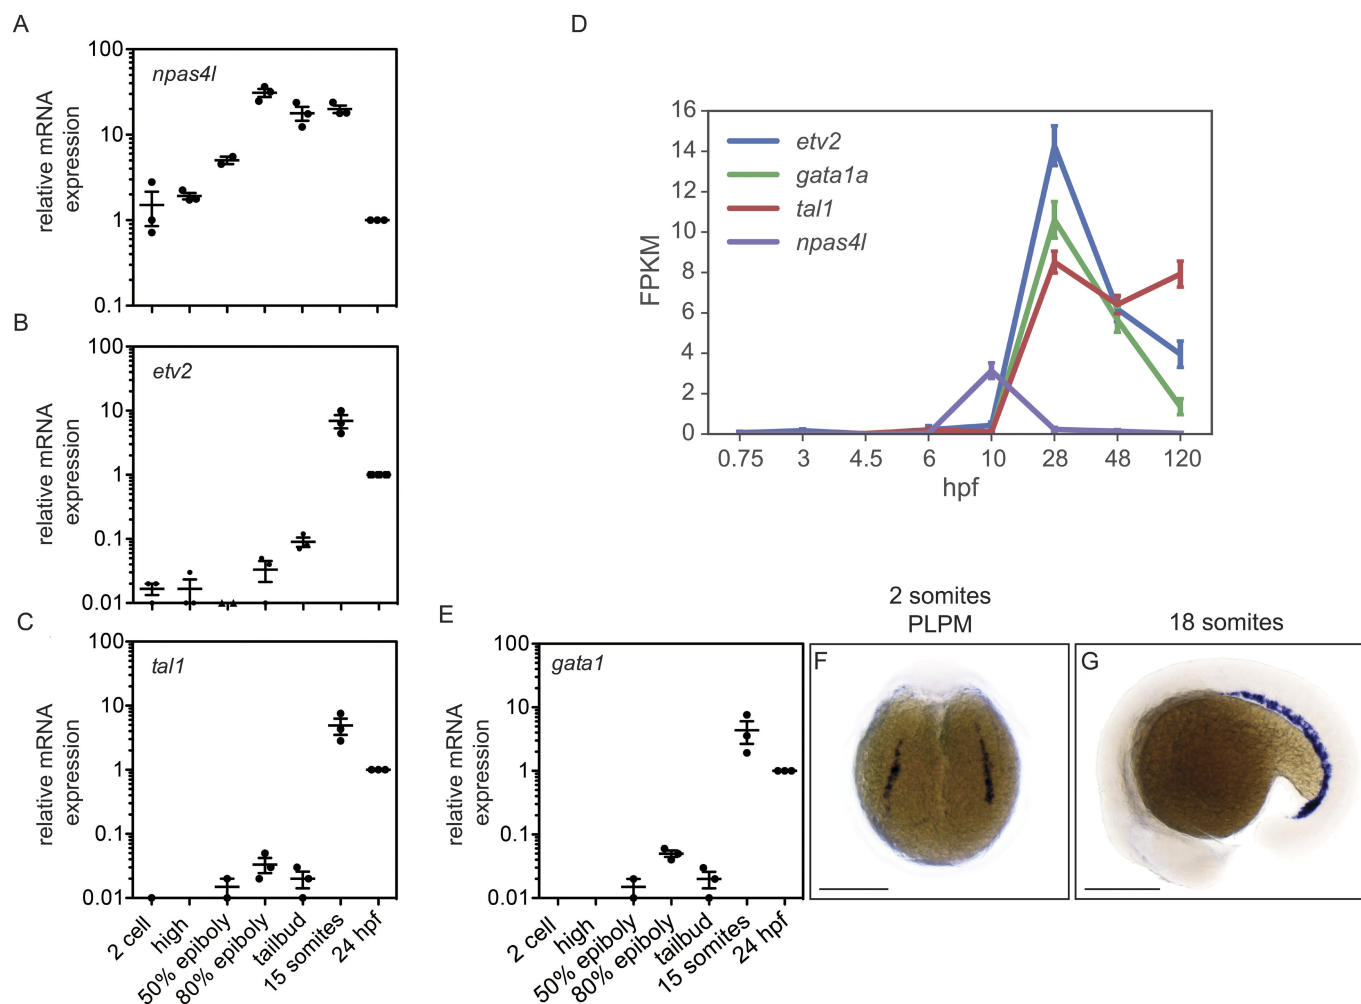 A
100
10
1
0.1
relative mRNA
expression
npas4l
B
100
10
1
0.1
0.01
relative mRNA
expression
etv2
C
100
10
1
0.1
0.01
relative mRNA
expression
tal1
2 cell
high
50% epiboly
80% epiboly
tailbud
15 somites
24 hpf
D
16
14
12
10
8
6
4
2
0
FPKM
etv2
gata1a
tal1
npas4l
0.75 3 4.5 6 10 28 48 120
hpf
E
100
10
1
0.1
0.01
relative mRNA
expression
gata1
2 cell
high
50% epiboly
80% epiboly
tailbud
15 somites
24 hpf
2 somites
PLPM
F
18 somites
G